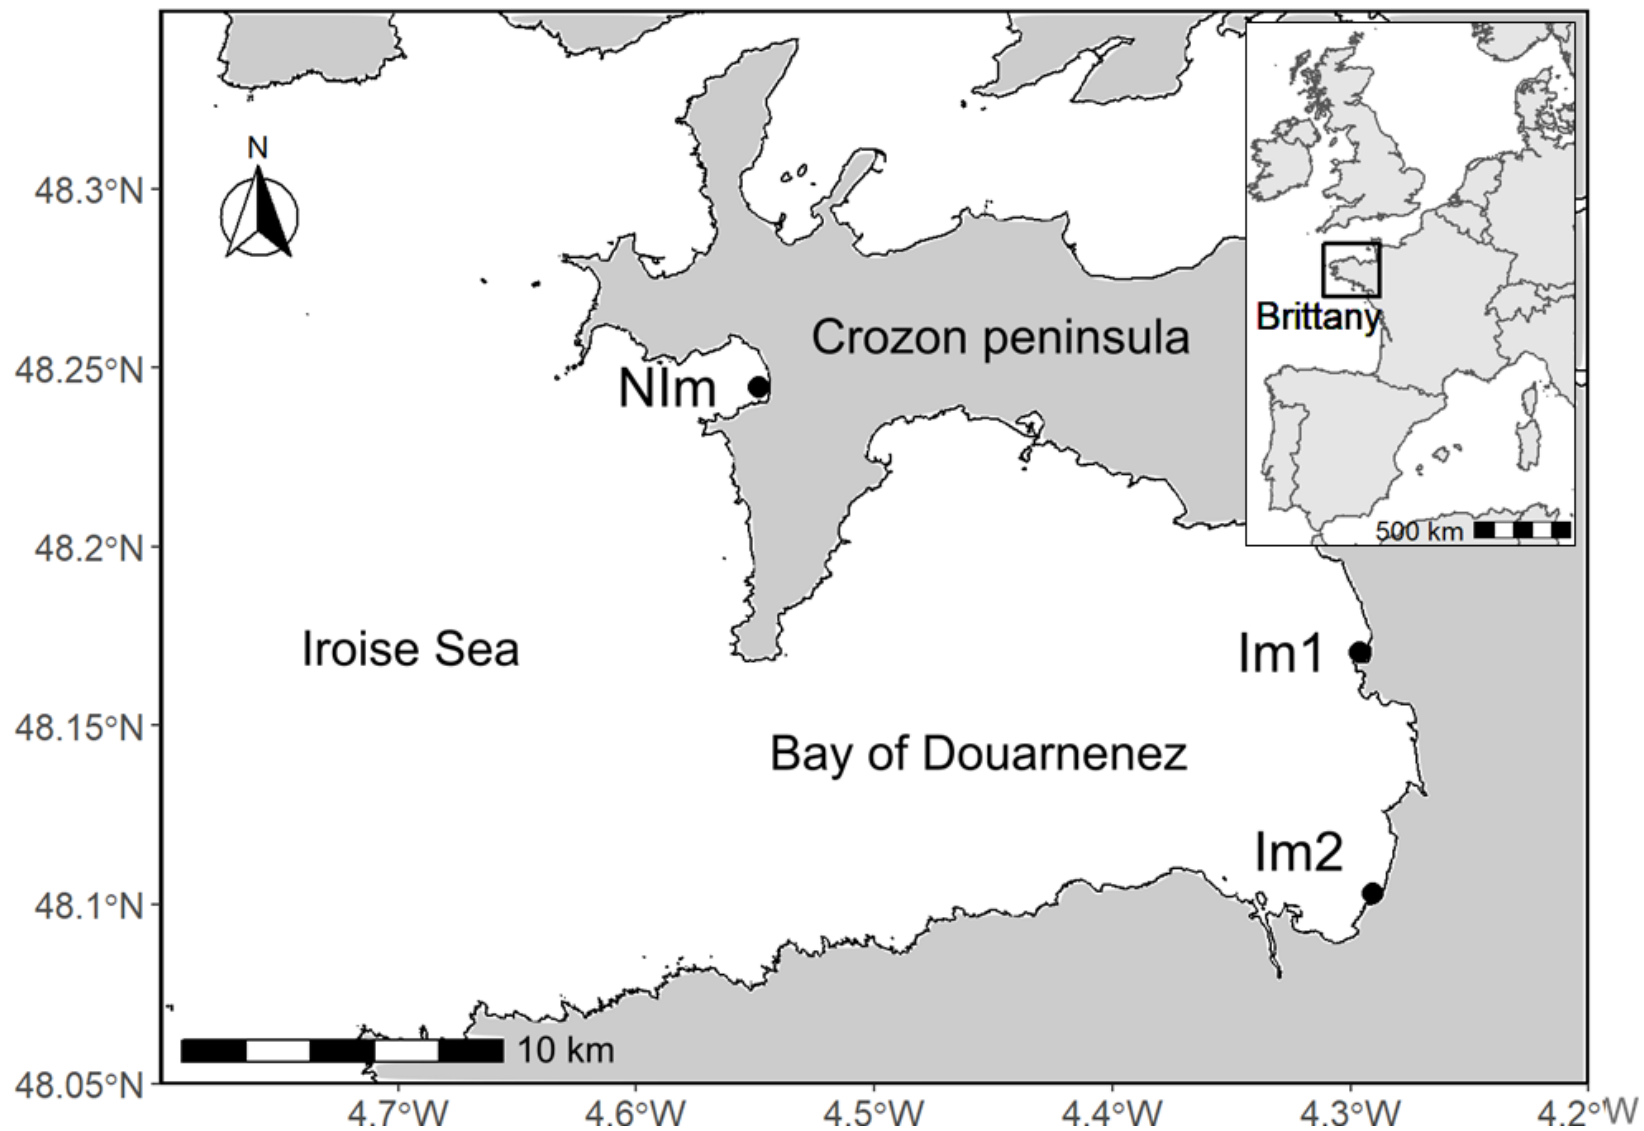 N
48.3°N
48.25°N
48.2°N
48.15°N
48.1°N
48.05°N
Crozon peninsula
NIm
Brittany
500 km
Iroise Sea
Im1
Bay of Douarnenez
Im2
10 km
4.7°W
4.6°W
4.5°W
4.4°W
4.3°W
4.2°W